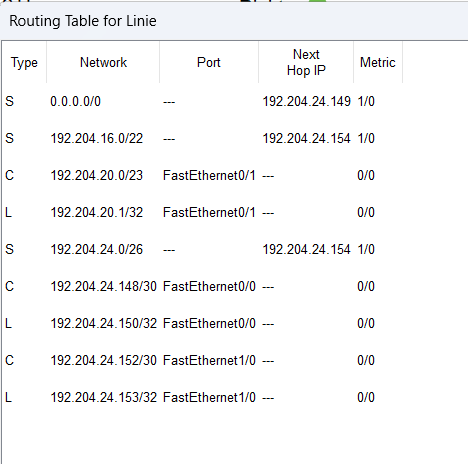 Routing Table for Linie
Type Network Port Next Hop IP Metric
S 0.0.0.0/0 --- 192.204.24.149 1/0
S 192.204.16.0/22 --- 192.204.24.154 1/0
C 192.204.20.0/23 FastEthernet0/1 --- 0/0
L 192.204.20.1/32 FastEthernet0/1 --- 0/0
S 192.204.24.0/26 --- 192.204.24.154 1/0
C 192.204.24.148/30 FastEthernet0/0 --- 0/0
L 192.204.24.150/32 FastEthernet0/0 --- 0/0
C 192.204.24.152/30 FastEthernet1/0 --- 0/0
L 192.204.24.153/32 FastEthernet1/0 --- 0/0